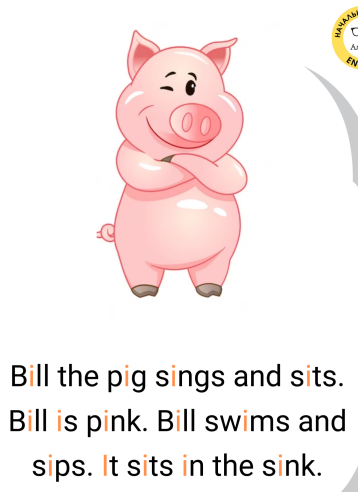 Bill the pig sings and sits.
Bill is pink. Bill swims and
sips. It sits in the sink.